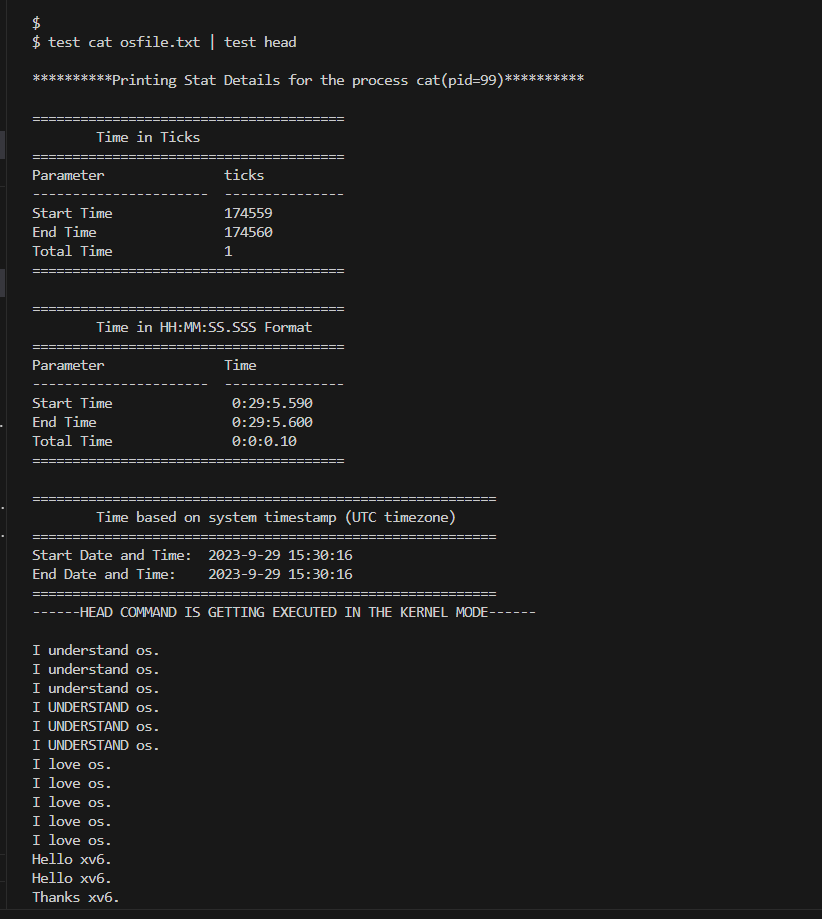 $
$ test cat osfile.txt | test head
**********Printing Stat Details for the process cat(pid=99)**********
=======================================
Time in Ticks
=======================================
Parameter               ticks
----------------------  ---------------
Start Time              174559
End Time                174560
Total Time              1
=======================================
=======================================
Time in HH:MM:SS.SSS Format
=======================================
Parameter               Time
----------------------  ---------------
Start Time               0:29:5.590
End Time                 0:29:5.600
Total Time               0:0:0.10
=======================================
==========================================================
Time based on system timestamp (UTC timezone)
==========================================================
Start Date and Time:  2023-9-29 15:30:16
End Date and Time:    2023-9-29 15:30:16
==========================================================
------HEAD COMMAND IS GETTING EXECUTED IN THE KERNEL MODE------
I understand os.
I understand os.
I understand os.
I UNDERSTAND os.
I UNDERSTAND os.
I UNDERSTAND os.
I love os.
I love os.
I love os.
I love os.
I love os.
Hello xv6.
Hello xv6.
Thanks xv6.